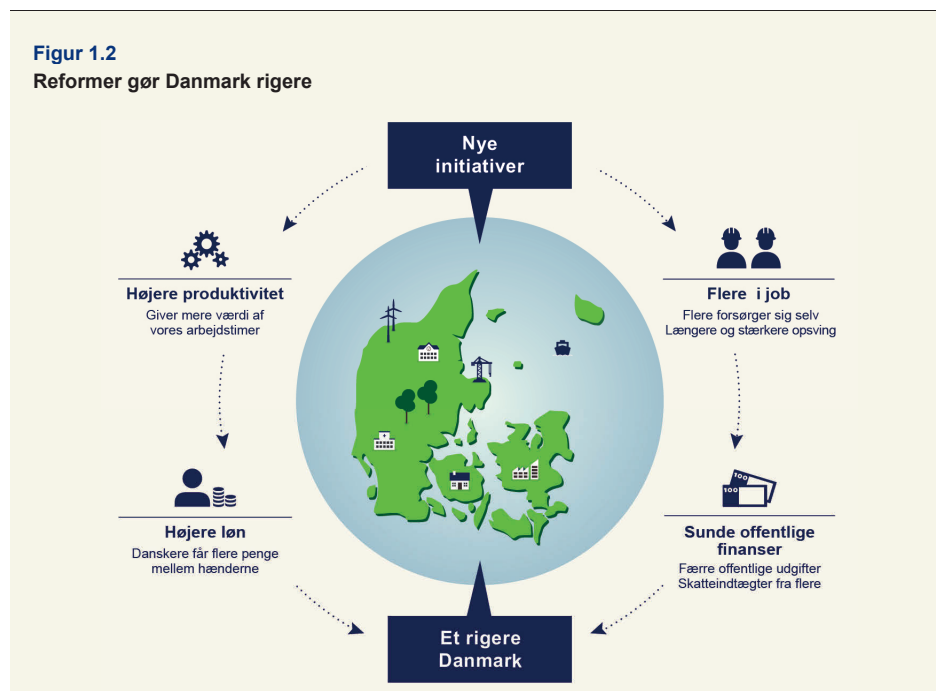 Figur 1.2
Reformer gør Danmark rigere
Nye
initiativer
Højere produktivitet
Giver mere værdi af
vores arbejdstimer
Flere i job
Flere forsørger sig selv
Længere og stærkere opsving
Højere løn
Danskere får flere penge
mellem hænderne
100
100
Sunde offentlige
finanser
Færre offentlige udgifter
Skatteindtægter fra flere
Et rigere
Danmark